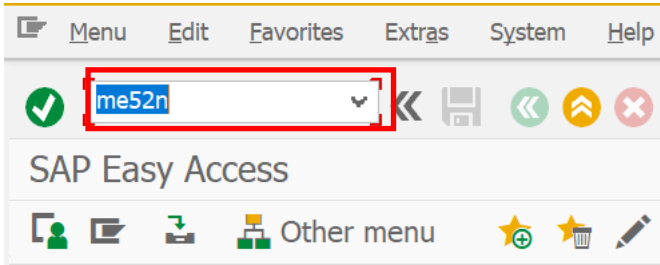 Menu Edit Favorites Extras System Help
me52n
SAP Easy Access
Other menu